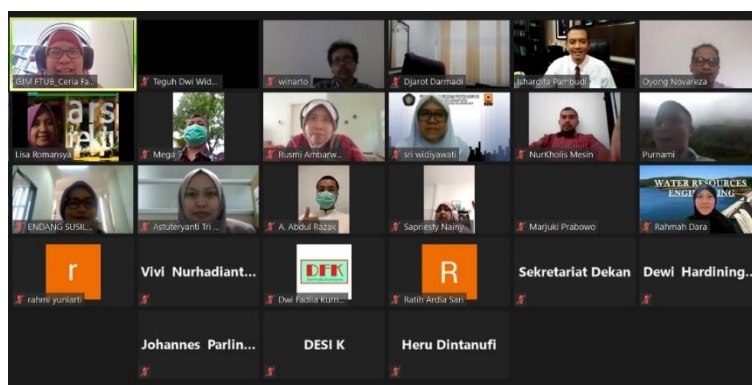 GJM FTUB_Ceria Fa...
Teguh Dwi Wid...
winarto
Djarot Darmadi
Ishardita Pambudi
Oyong Novareza
ars
itektu
Lisa Romansya
Mega
Rusmi Ambarw...
sri widiyawati
NurKholis Mesin
Purnami
ENDANG SUSIL...
Astuteryanti Tri ...
A. Abdul Razak
Sapriesty Nainy
Marjuki Prabowo
WATER RESOURCES
ENGINEERING
Rahmah Dara
r
rahmi yuniarti
Vivi Nurhadiant...
DFK
Dwi Fadila Kurn...
R
Ratih Ardia Sari
Sekretariat Dekan
Dewi Hardining...
Johannes Parlin...
DESI K
Heru Dintanufi